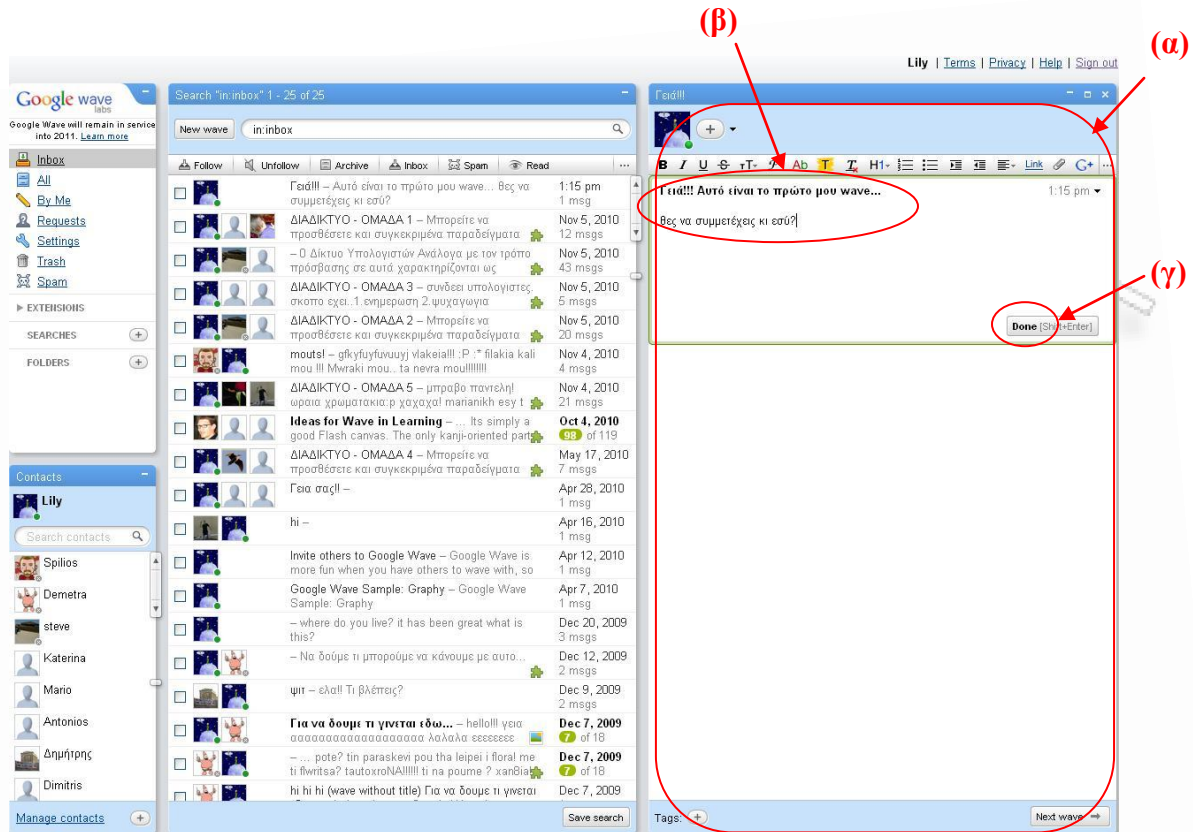 (β)
(α)
Lily | Terms | Privacy | Help | Sign out
Google wave
labs
Google Wave will remain in service
into 2011. Learn more
Inbox
All
By Me
Requests
Settings
Trash
Spam
EXTENSIONS
SEARCHES
FOLDERS
Contacts
Lily
Search contacts
Spilios
Demetra
steve
Katerina
Mario
Antonios
Δημήτρης
Dimitris
Manage contacts
Search "in:inbox" 1 - 25 of 25
New wave in:inbox
Follow Unfollow Archive Inbox Spam Read ...
Γειά!!! – Αυτό είναι το πρώτο μου wave... θες να 1:15 pm
συμμετέχεις κι εσύ? 1 msg
ΔΙΑΔΙΚΤΥΟ - ΟΜΑΔΑ 1 – Μπορείτε να Nov 5, 2010
προσθέσετε και συγκεκριμένα παραδείγματα 12 msgs
– Ο Δίκτυο Υπολογιστών Ανάλογα με τον τρόπο Nov 5, 2010
πρόσβασης σε αυτά χαρακτηρίζονται ως 43 msgs
ΔΙΑΔΙΚΤΥΟ - ΟΜΑΔΑ 3 – συνδεει υπολογιστες. Nov 5, 2010
σκοπο εχει..1.ενημερωση 2.ψυχαγωγια 5 msgs
ΔΙΑΔΙΚΤΥΟ - ΟΜΑΔΑ 2 – Μπορείτε να Nov 5, 2010
προσθέσετε και συγκεκριμένα παραδείγματα 20 msgs
mouts! – gfkyfuyfuvuuyj vlakeia!!! :P :* filakia kali Nov 4, 2010
mou !!! Mwraki mou.. ta nevra mou!!!!!!!! 4 msgs
ΔΙΑΔΙΚΤΥΟ - ΟΜΑΔΑ 5 – μπραβο παντελη! Nov 4, 2010
ωραια χρωματακια:p χαχαχα! marianikh esy t 21 msgs
Ideas for Wave in Learning – ... Its simply a Oct 4, 2010
good Flash canvas. The only kanji-oriented part 98 of 119
ΔΙΑΔΙΚΤΥΟ - ΟΜΑΔΑ 4 – Μπορείτε να May 17, 2010
προσθέσετε και συγκεκριμένα παραδείγματα 7 msgs
Γεια σας!! – Apr 28, 2010
1 msg
hi – Apr 16, 2010
1 msg
Invite others to Google Wave – Google Wave is Apr 12, 2010
more fun when you have others to wave with, so 1 msg
Google Wave Sample: Graphy – Google Wave Apr 7, 2010
Sample: Graphy 1 msg
– where do you live? it has been great what is Dec 20, 2009
this? 3 msgs
– Να δούμε τι μπορούμε να κάνουμε με αυτο... Dec 12, 2009
2 msgs
ψιτ – ελα!! Τι βλέπεις? Dec 9, 2009
2 msgs
Για να δουμε τι γινεται εδω... – hello!!! γεια Dec 7, 2009
αααααααααααααααααα λαλαλα εεεεεεεε 7 of 18
– ... pote? tin paraskevi pou tha leipei i flora! me Dec 7, 2009
ti flwritsa? tautoxroNA!!!!!! ti na poume ? xan8ia 7 of 18
hi hi hi (wave without title) Για να δουμε τι γινεται Dec 7, 2009
Save search
Γειά!!!
B I U S T Ab T T H1 Link G+ ...
Γειά!!! Αυτό είναι το πρώτο μου wave... 1:15 pm
θες να συμμετέχεις κι εσύ?
(γ)
Done [Shift+Enter]
Tags: Next wave